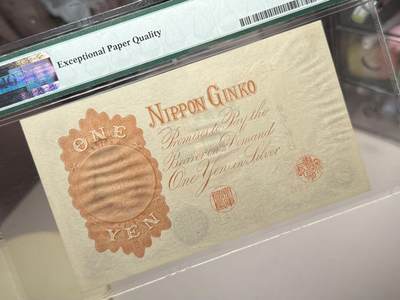 Exceptional Paper Quality
NIPPON GINKO
Promises to Pay the
Bearer on Demand
One Yen in Silver
ONE
YEN